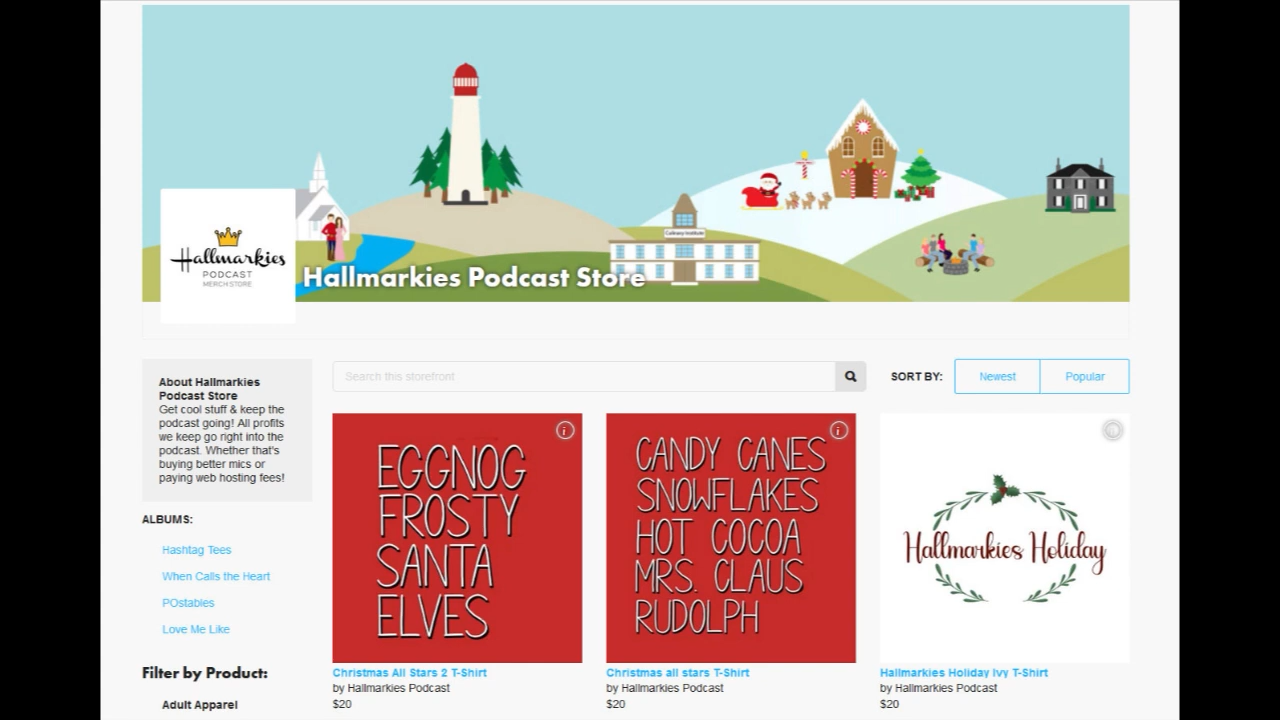 Culinary Institute
Hallmarkies
PODCAST
MERCH STORE
Hallmarkies Podcast Store
About Hallmarkies
Podcast Store
Get cool stuff & keep the
podcast going! All profits
we keep go right into the
podcast. Whether that's
buying better mics or
paying web hosting fees!
Search this storefront
SORT BY:
Newest
Popular
ALBUMS:
Hashtag Tees
When Calls the Heart
POstables
Love Me Like
Filter by Product:
Adult Apparel
EGGNOG
FROSTY
SANTA
ELVES
Christmas All Stars 2 T-Shirt
by Hallmarkies Podcast
$20
CANDY CANES
SNOWFLAKES
HOT COCOA
MRS. CLAUS
RUDOLPH
Christmas all stars T-Shirt
by Hallmarkies Podcast
$20
Hallmarkies Holiday
Hallmarkies Holiday Ivy T-Shirt
by Hallmarkies Podcast
$20